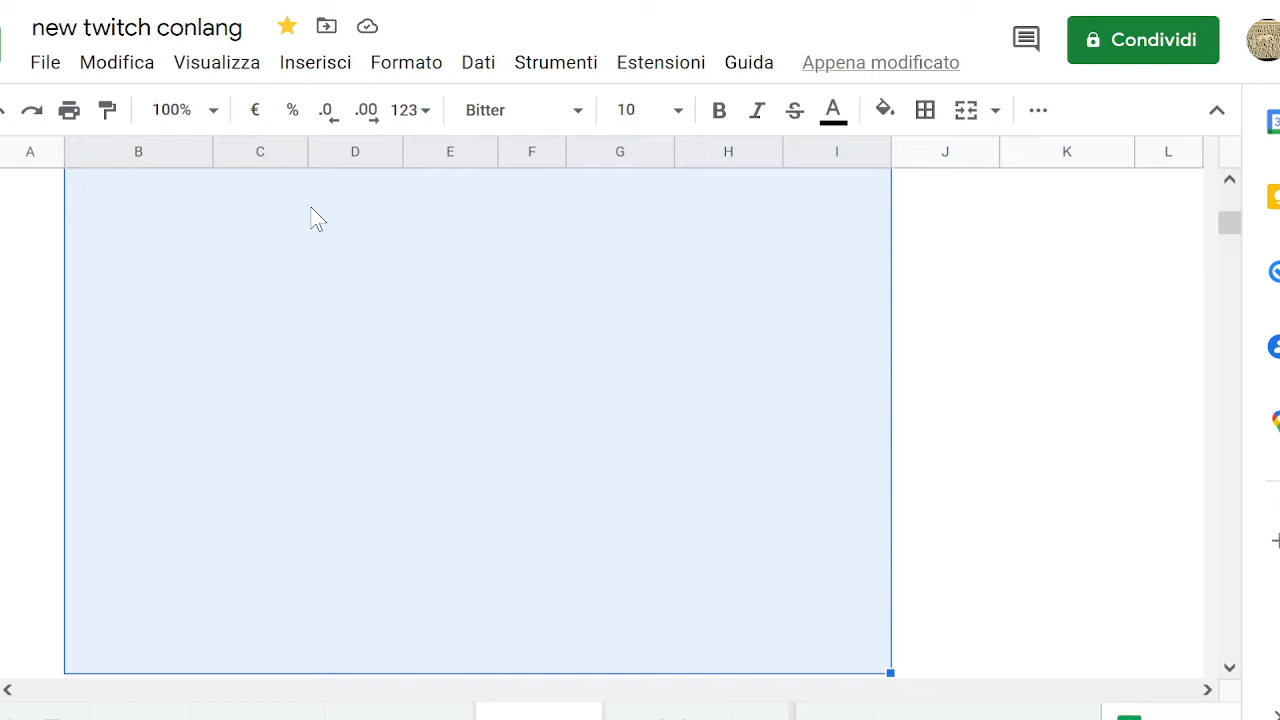 new twitch conlang
Condividi
File Modifica Visualizza Inserisci Formato Dati Strumenti Estensioni Guida Appena modificato
100% € % .0 .00 123 Bitter 10 B I S A
A B C D E F G H I J K L